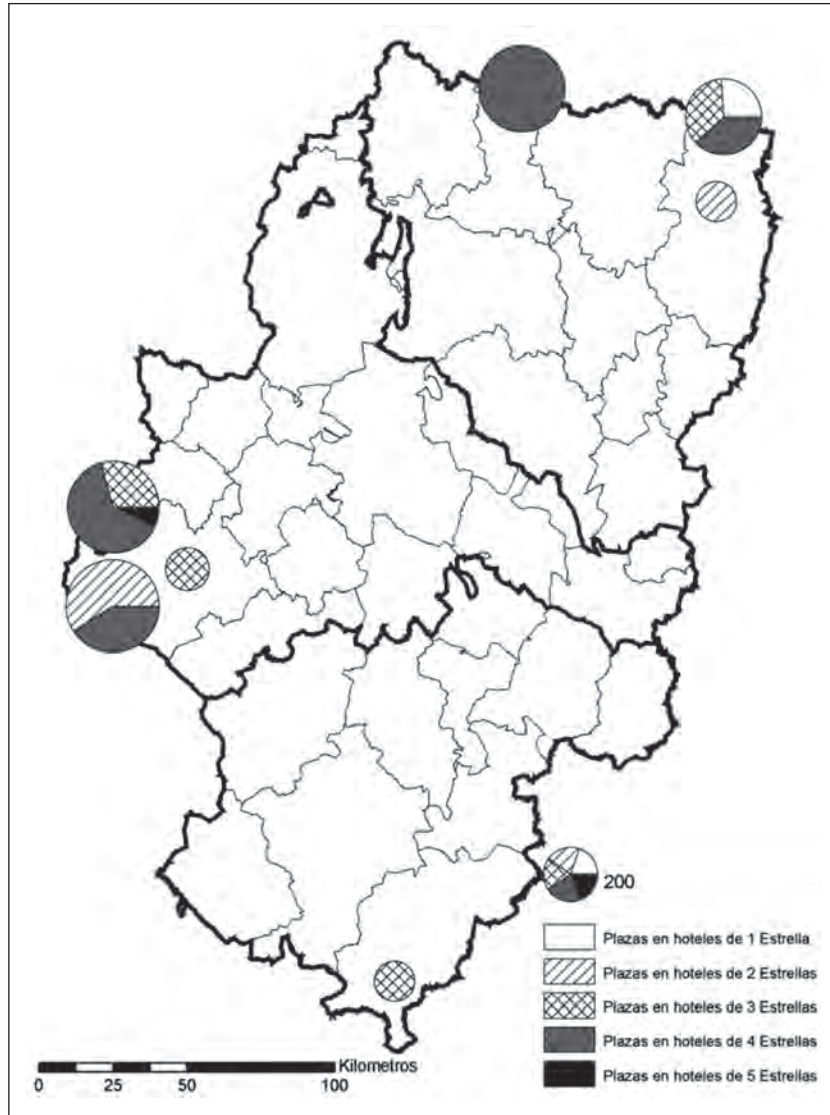 200
Plazas en hoteles de 1 Estrella
Plazas en hoteles de 2 Estrellas
Plazas en hoteles de 3 Estrellas
Plazas en hoteles de 4 Estrellas
Plazas en hoteles de 5 Estrellas
Kilometros
0 25 50 100